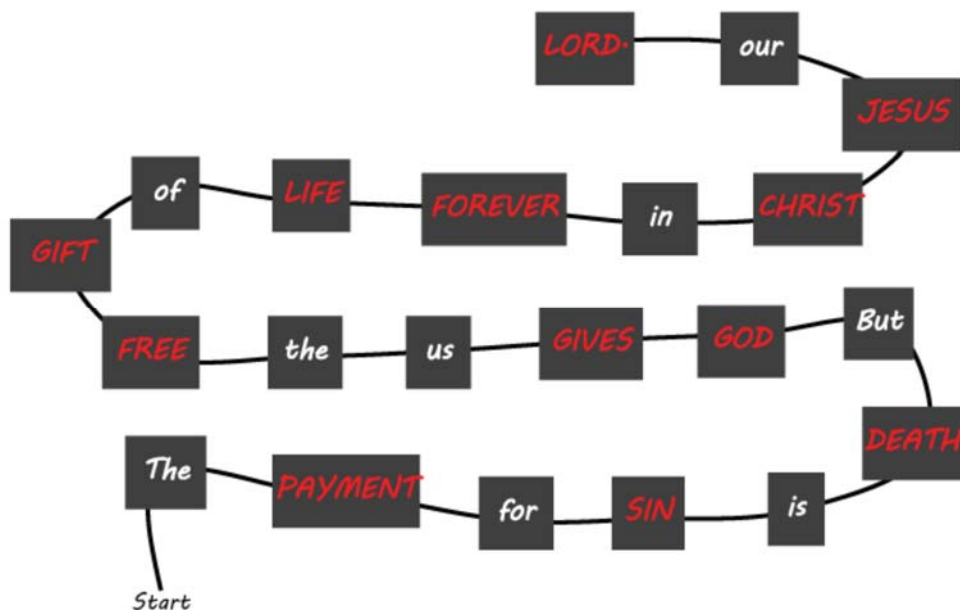 Start
The PAYMENT for SIN is DEATH
But GOD GIVES us the FREE
GIFT of LIFE FOREVER in CHRIST
JESUS our LORD.